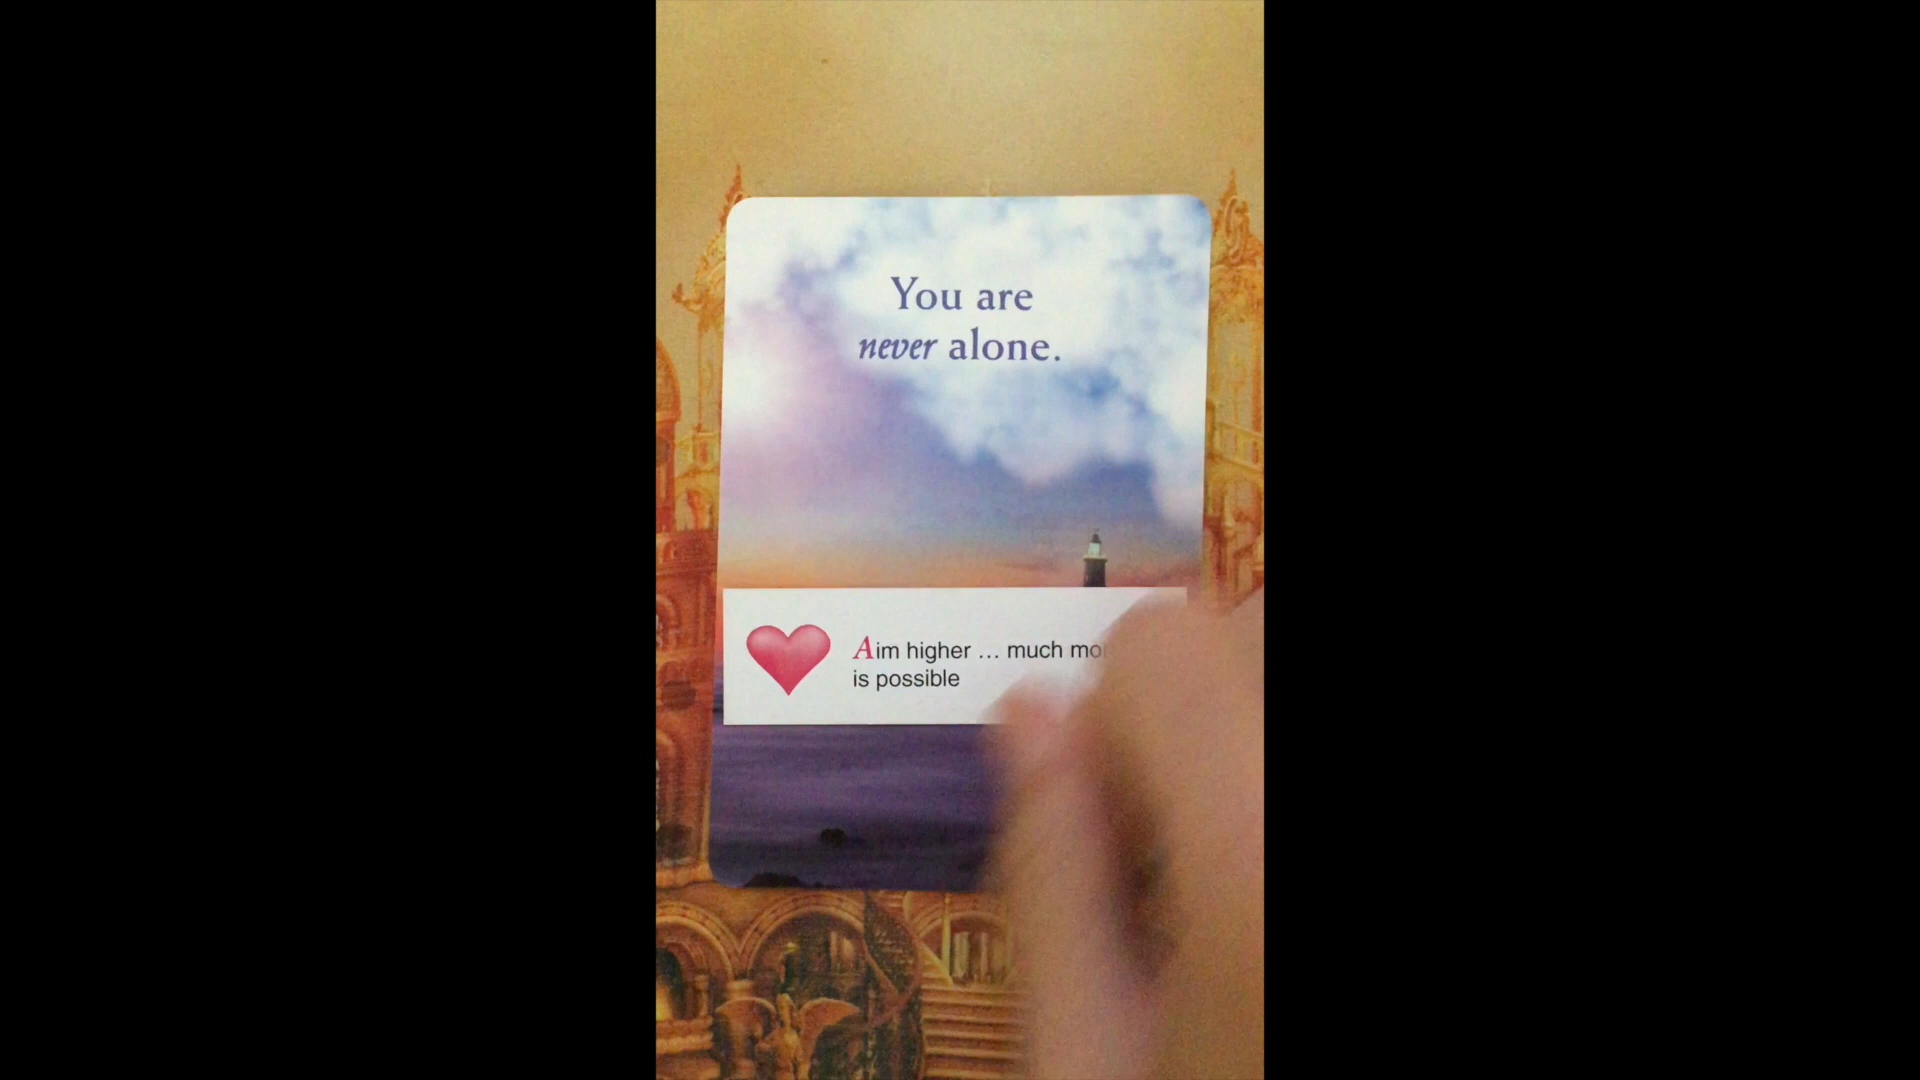 You are
never alone.
Aim higher ... much
is possible